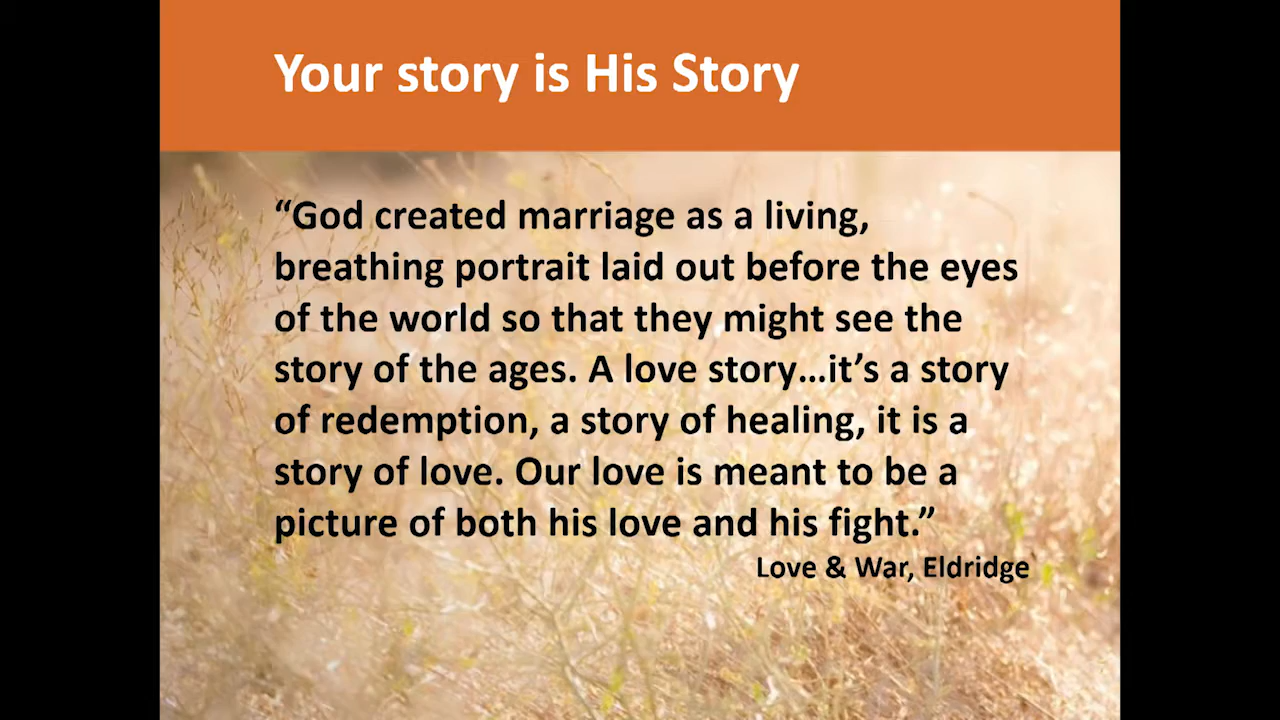 Your story is His Story
“God created marriage as a living,
breathing portrait laid out before the eyes
of the world so that they might see the
story of the ages. A love story…it’s a story
of redemption, a story of healing, it is a
story of love. Our love is meant to be a
picture of both his love and his fight.”
Love & War, Eldridge